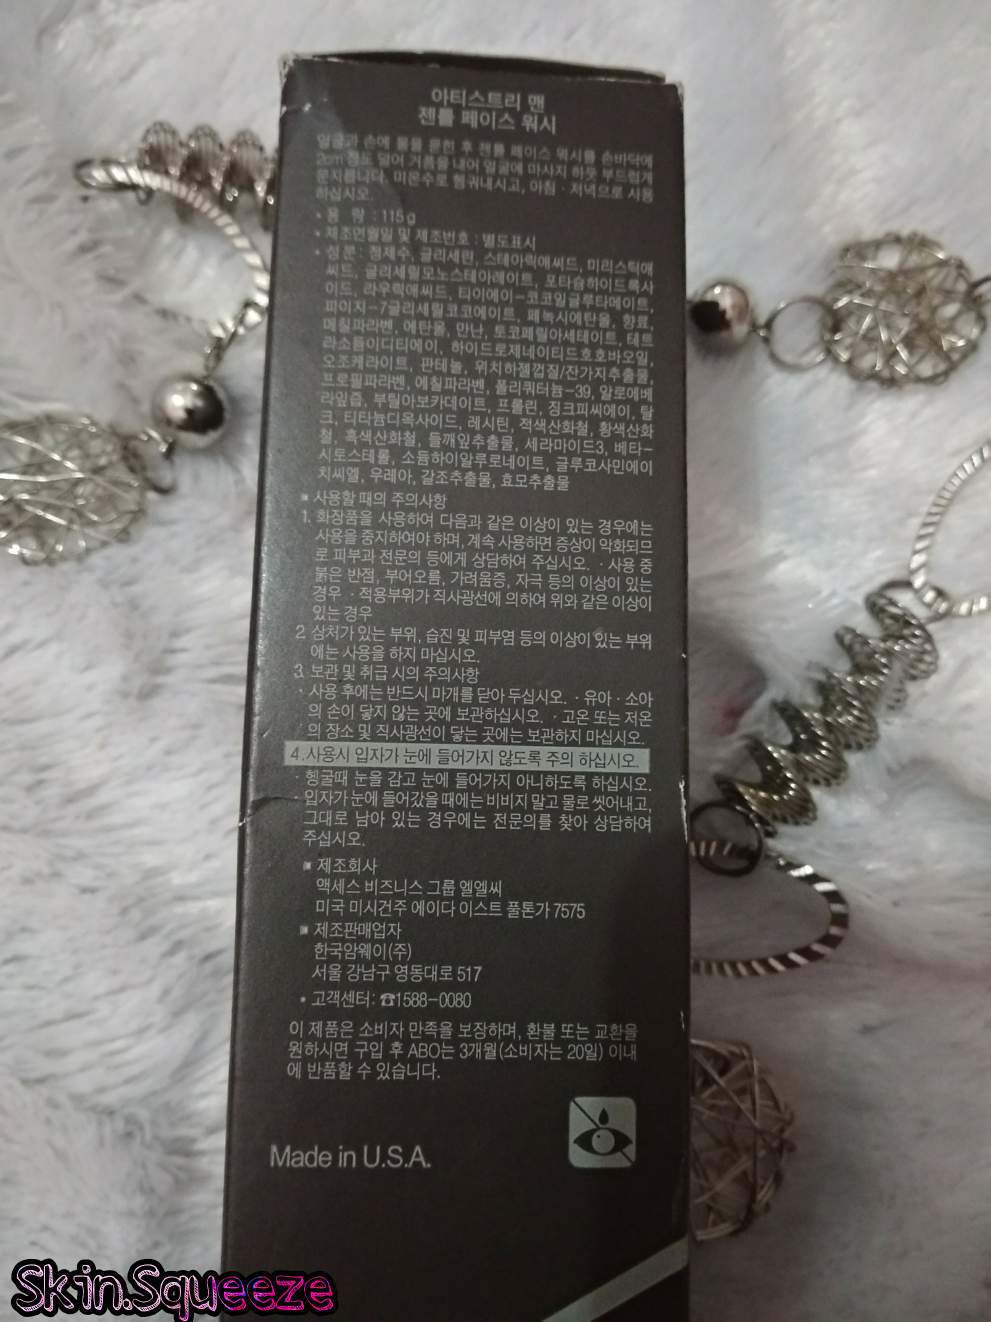 아티스트리 맨
젠틀 페이스 워시
얼굴과 손에 물을 묻힌 후 젠틀 페이스 워시를 손바닥에
2cm 정도 덜어 거품을 내어 얼굴에 마사지 하듯 부드럽게
문지릅니다. 미온수로 헹궈내시고, 아침 · 저녁으로 사용
하십시오.
• 용 량 : 115g
• 제조연월일 및 제조번호 : 별도표시
• 성분 : 정제수, 글리세린, 스테아릭애씨드, 미리스틱애
씨드, 글리세릴모노스테아레이트, 포타슘하이드록사
이드, 라우릭애씨드, 티이에이-코코일글루타메이트,
피이지-7글리세릴코코에이트, 페녹시에탄올, 향료,
메칠파라벤, 에탄올, 만난, 토코페릴아세테이트, 테트
라소듐이디티에이, 하이드로제네이티드호호바오일,
오조케라이트, 판테놀, 위치하젤껍질/잔가지추출물,
프로필파라벤, 에칠파라벤, 폴리쿼터늄-39, 알로에베
라잎즙, 부틸아보카데이트, 프롤린, 징크피씨에이, 탈
크, 티타늄디옥사이드, 레시틴, 적색산화철, 황색산화
철, 흑색산화철, 들깨잎추출물, 세라마이드3, 베타-
시토스테롤, 소듐하이알루로네이트, 글루코사민에이
치씨엘, 우레아, 갈조추출물, 효모추출물
▣ 사용할 때의 주의사항
1. 화장품을 사용하여 다음과 같은 이상이 있는 경우에는
사용을 중지하여야 하며, 계속 사용하면 증상이 악화되므
로 피부과 전문의 등에게 상담하여 주십시오. · 사용 중
붉은 반점, 부어오름, 가려움증, 자극 등의 이상이 있는
경우 · 적용부위가 직사광선에 의하여 위와 같은 이상이
있는 경우
2. 상처가 있는 부위, 습진 및 피부염 등의 이상이 있는 부위
에는 사용을 하지 마십시오.
3. 보관 및 취급 시의 주의사항
· 사용 후에는 반드시 마개를 닫아 두십시오. · 유아 · 소아
의 손이 닿지 않는 곳에 보관하십시오. · 고온 또는 저온
의 장소 및 직사광선이 닿는 곳에는 보관하지 마십시오.
4.사용시 입자가 눈에 들어가지 않도록 주의 하십시오.
· 헹굴때 눈을 감고 눈에 들어가지 아니하도록 하십시오.
· 입자가 눈에 들어갔을 때에는 비비지 말고 물로 씻어내고,
그대로 남아 있는 경우에는 전문의를 찾아 상담하여
주십시오.
▣ 제조회사
액세스 비즈니스 그룹 엘엘씨
미국 미시건주 에이다 이스트 풀톤가 7575
▣ 제조판매업자
한국암웨이(주)
서울 강남구 영동대로 517
• 고객센터: ☎1588-0080
이 제품은 소비자 만족을 보장하며, 환불 또는 교환을
원하시면 구입 후 ABO는 3개월(소비자는 20일) 이내
에 반품할 수 있습니다.
Made in U.S.A.
Skin.Squeeze